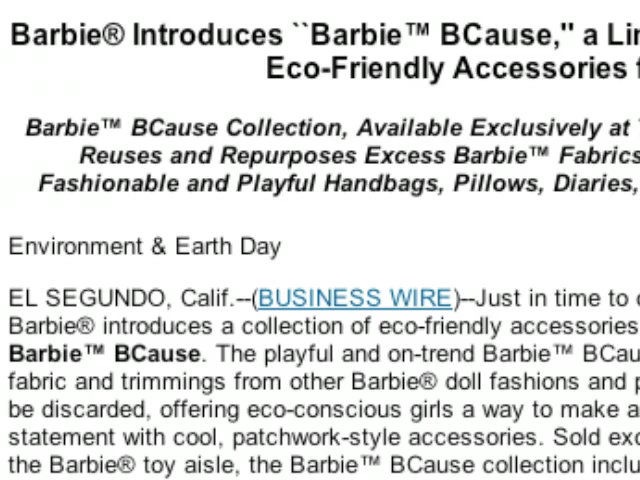 Barbie® Introduces ``Barbie™ BCause,'' a Li
Eco-Friendly Accessories
Barbie™ BCause Collection, Available Exclusively at
Reuses and Repurposes Excess Barbie™ Fabrics
Fashionable and Playful Handbags, Pillows, Diaries,
Environment & Earth Day
EL SEGUNDO, Calif.--(BUSINESS WIRE)--Just in time to
Barbie® introduces a collection of eco-friendly accessories
Barbie™ BCause. The playful and on-trend Barbie™ BCau
fabric and trimmings from other Barbie® doll fashions and
be discarded, offering eco-conscious girls a way to make a
statement with cool, patchwork-style accessories. Sold exc
the Barbie® toy aisle, the Barbie™ BCause collection inclu